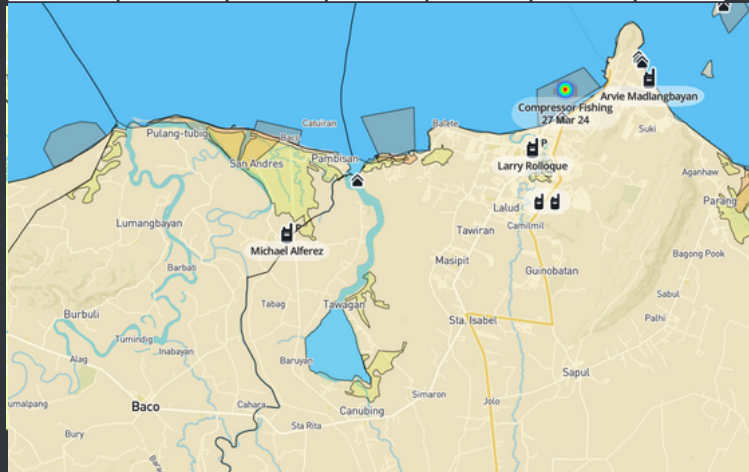 Arvie Madlangbayan
Compressor Fishing
27 Mar 24
Catuiran
Balete
Suki
Pulang-tubig
Baco
San Andres
Pambisan
P
Larry Rolloque
Aganhaw
Parang
Lumangbayan
Lalud
Camilmil
P
Tawiran
Michael Alferez
Masipit
Bagong Pook
Barbati
Guinobatan
Sabul
Burbuli
Tabag
Tawagan
Palhi
Sta. Isabel
Tumindig
Inabayan
Alag
Baruyan
Sapul
Simaron
Jolo
umalpang
Baco
Cahara
Canubing
Sta Rita
Bury